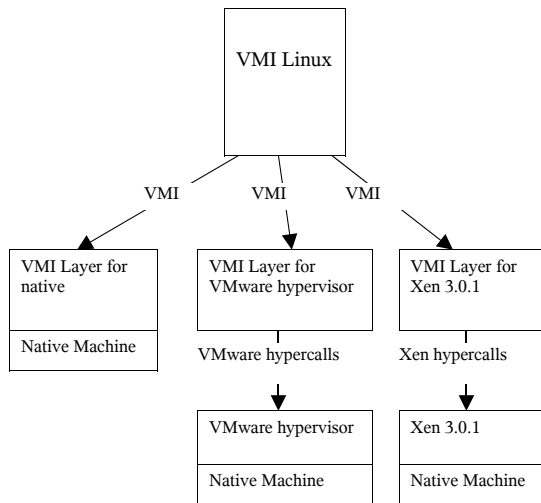 VMI Linux
VMI
VMI
VMI
VMI Layer for
native
Native Machine
VMI Layer for
VMware hypervisor
VMI Layer for
Xen 3.0.1
VMware hypercalls
Xen hypercalls
VMware hypervisor
Native Machine
Xen 3.0.1
Native Machine